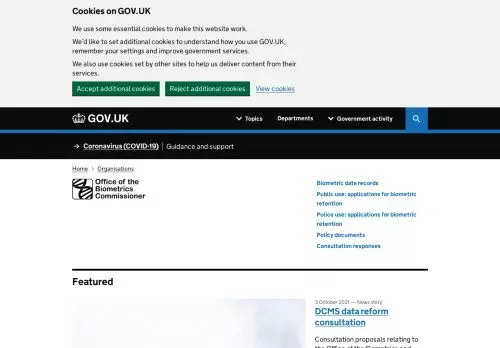 Cookies on GOV.UK
We use some essential cookies to make this website work.
We'd like to set additional cookies to understand how you use GOV.UK,
remember your settings and improve government services.
We also use cookies set by other sites to help us deliver content from their
services.
Accept additional cookies Reject additional cookies View cookies
GOV.UK Topics Departments Government activity
→ Coronavirus (COVID-19) Guidance and support
Home Organisations
Office of the
Biometrics
Commissioner
Biometric data records
Public use: applications for biometric
retention
Police use: applications for biometric
retention
Policy documents
Consultation responses
Featured
3 October 2021 — News story
DCMS data reform
consultation
Consultation proposals relating to
the Office of the Biometrics and